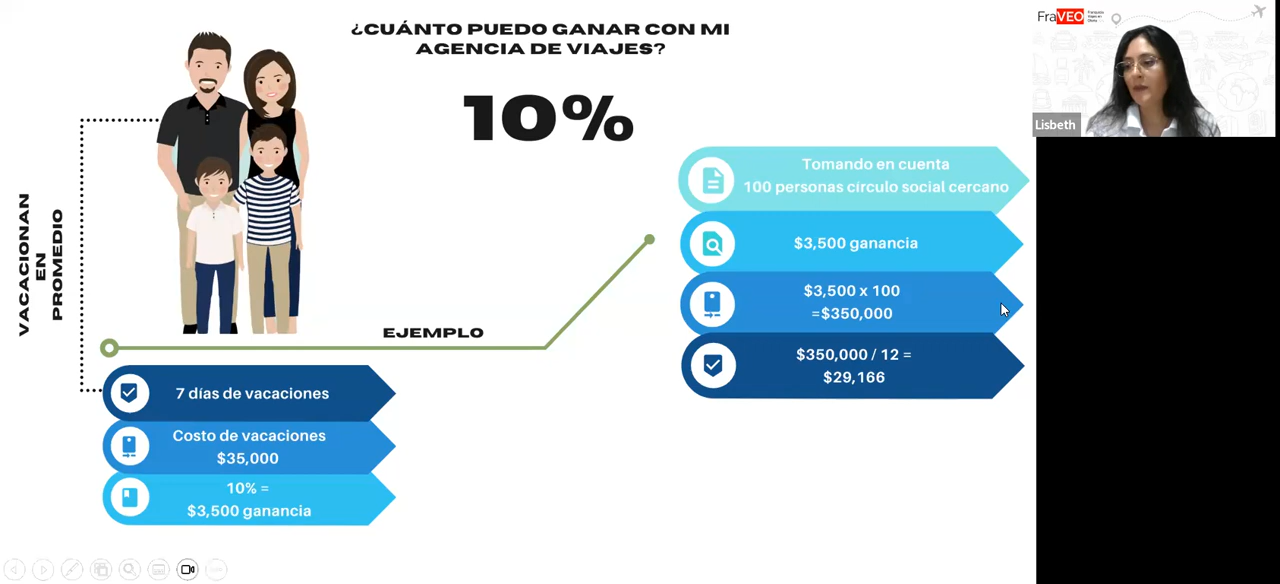 ¿CUÁNTO PUEDO GANAR CON MI
AGENCIA DE VIAJES?
10%
VACACIONAN
EN
PROMEDIO
EJEMPLO
7 días de vacaciones
Costo de vacaciones
$35,000
10% =
$3,500 ganancia
Tomando en cuenta
100 personas círculo social cercano
$3,500 ganancia
$3,500 x 100
=$350,000
$350,000 / 12 =
$29,166
FraVEO
Lisbeth